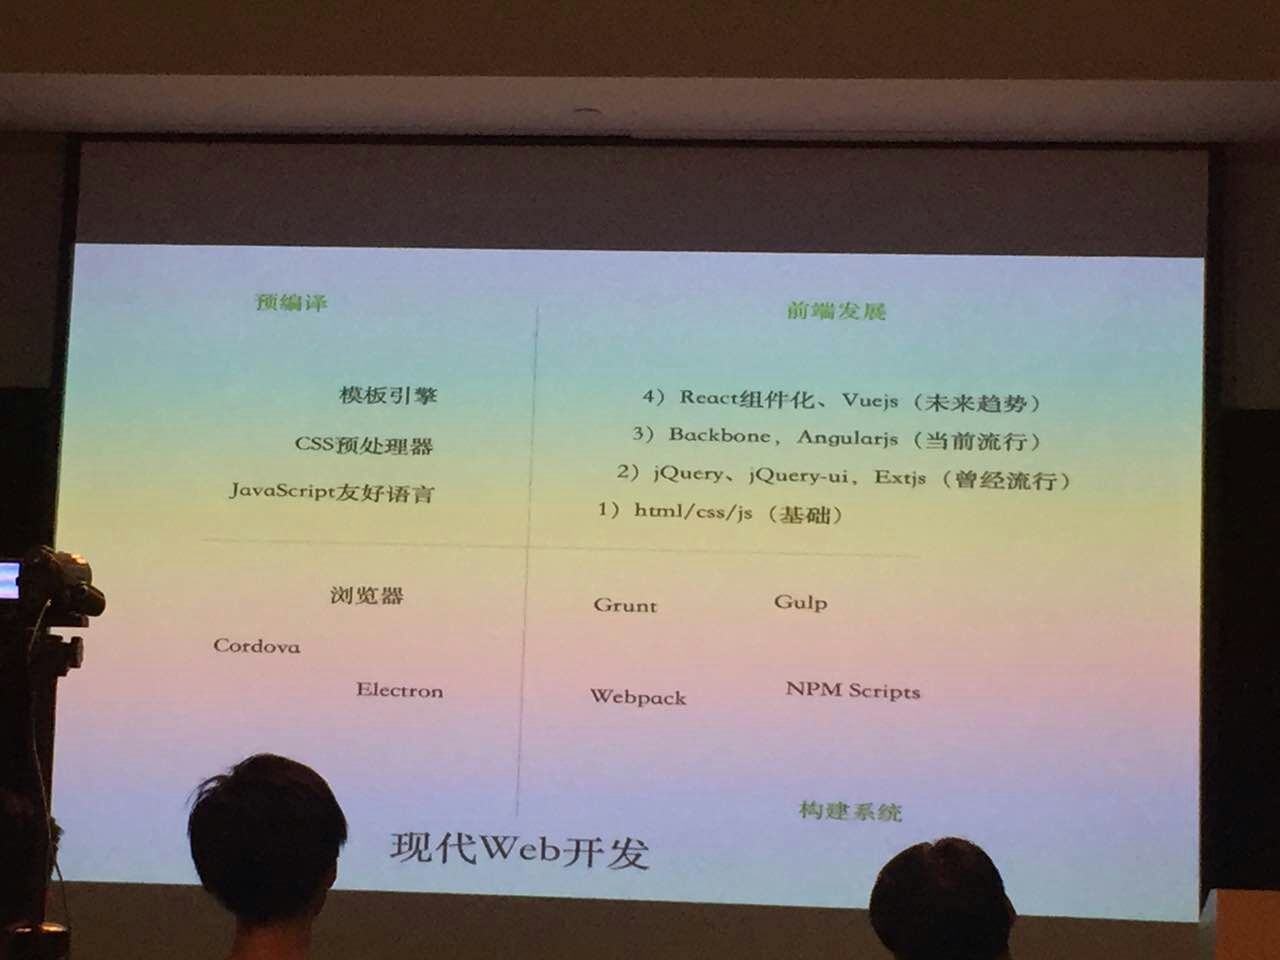 预编译
模板引擎
CSS预处理器
JavaScript友好语言
前端发展
4）React组件化、Vuejs（未来趋势）
3）Backbone，Angularjs（当前流行）
2）jQuery、jQuery-ui，Extjs（曾经流行）
1）html/css/js（基础）
浏览器
Cordova
Electron
Grunt
Gulp
Webpack
NPM Scripts
构建系统
现代Web开发